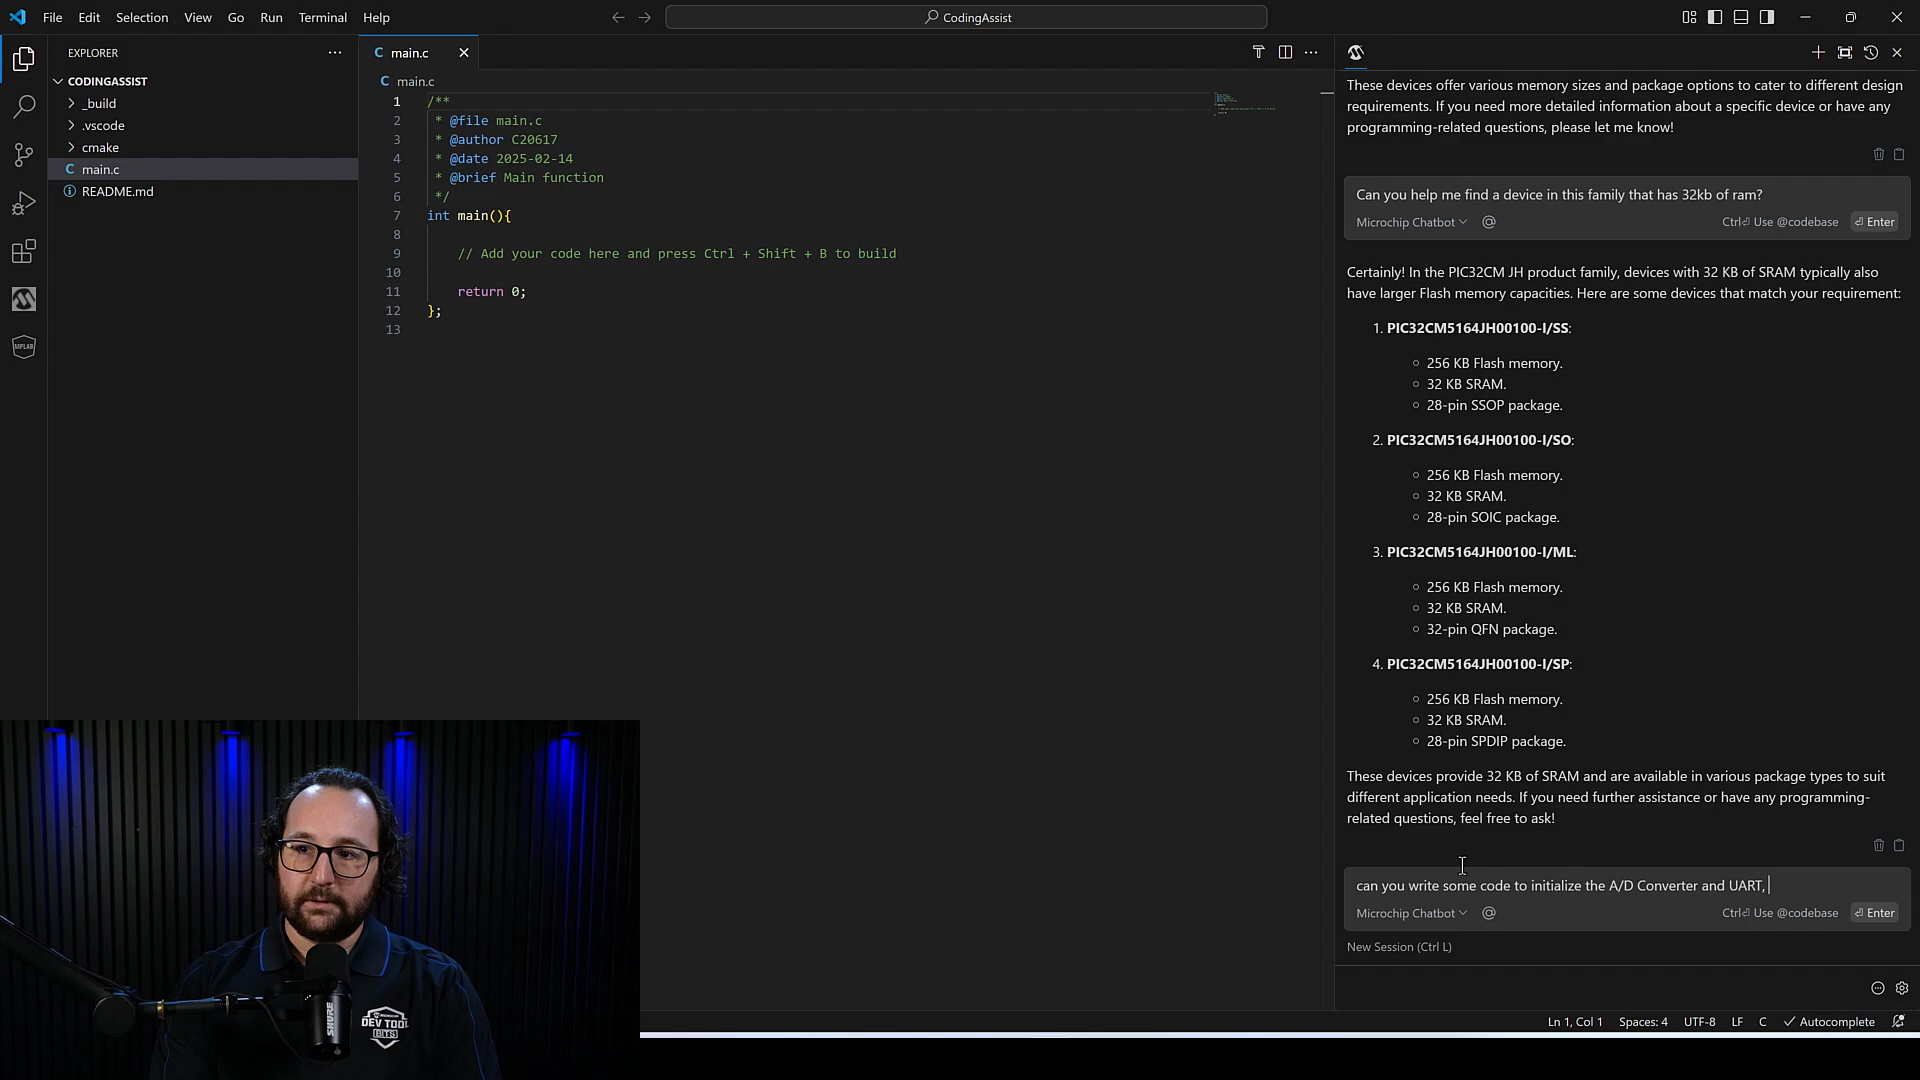 File Edit Selection View Go Run Terminal Help
CodingAssist
EXPLORER
CODINGASSIST
_build
.vscode
cmake
C main.c
README.md
C main.c
C main.c
1 /**
2 * @file main.c
3 * @author C20617
4 * @date 2025-02-14
5 * @brief Main function
6 */
7 int main(){
8
9 // Add your code here and press Ctrl + Shift + B to build
10
11 return 0;
12 };
13
These devices offer various memory sizes and package options to cater to different design
requirements. If you need more detailed information about a specific device or have any
programming-related questions, please let me know!
Can you help me find a device in this family that has 32kb of ram?
Microchip Chatbot @ Ctrl⏎ Use @codebase ⏎ Enter
Certainly! In the PIC32CM JH product family, devices with 32 KB of SRAM typically also
have larger Flash memory capacities. Here are some devices that match your requirement:
1. PIC32CM5164JH00100-I/SS:
○ 256 KB Flash memory.
○ 32 KB SRAM.
○ 28-pin SSOP package.
2. PIC32CM5164JH00100-I/SO:
○ 256 KB Flash memory.
○ 32 KB SRAM.
○ 28-pin SOIC package.
3. PIC32CM5164JH00100-I/ML:
○ 256 KB Flash memory.
○ 32 KB SRAM.
○ 32-pin QFN package.
4. PIC32CM5164JH00100-I/SP:
○ 256 KB Flash memory.
○ 32 KB SRAM.
○ 28-pin SPDIP package.
These devices provide 32 KB of SRAM and are available in various package types to suit
different application needs. If you need further assistance or have any programming-
related questions, feel free to ask!
can you write some code to initialize the A/D Converter and UART,
Microchip Chatbot @ Ctrl⏎ Use @codebase ⏎ Enter
New Session (Ctrl L)
Ln 1, Col 1 Spaces: 4 UTF-8 LF C Autocomplete
MPLAB
SHURE
MICROCHIP
DEV TOOL
BITS